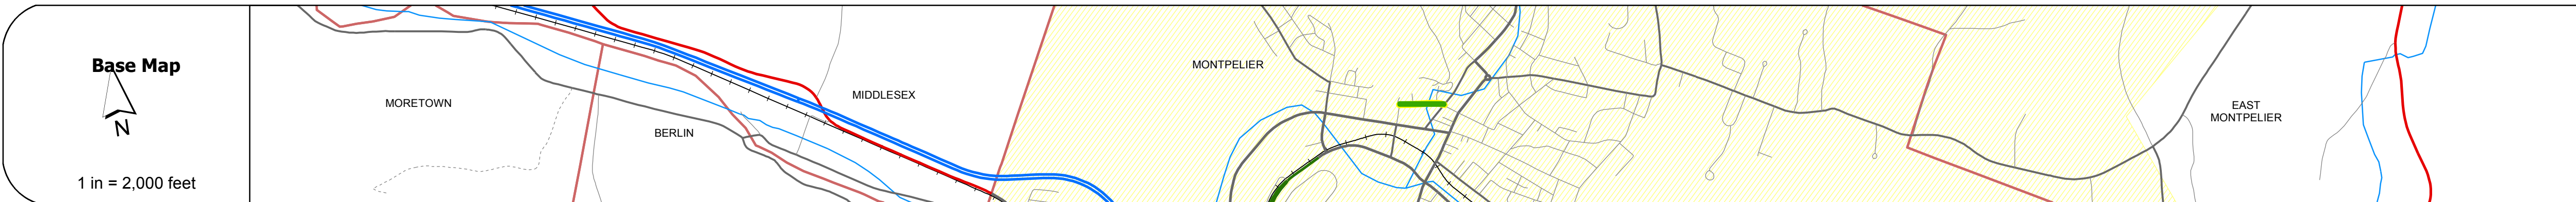 Base Map
N
1 in = 2,000 feet
MORETOWN
BERLIN
MIDDLESEX
MONTPELIER
EAST
MONTPELIER